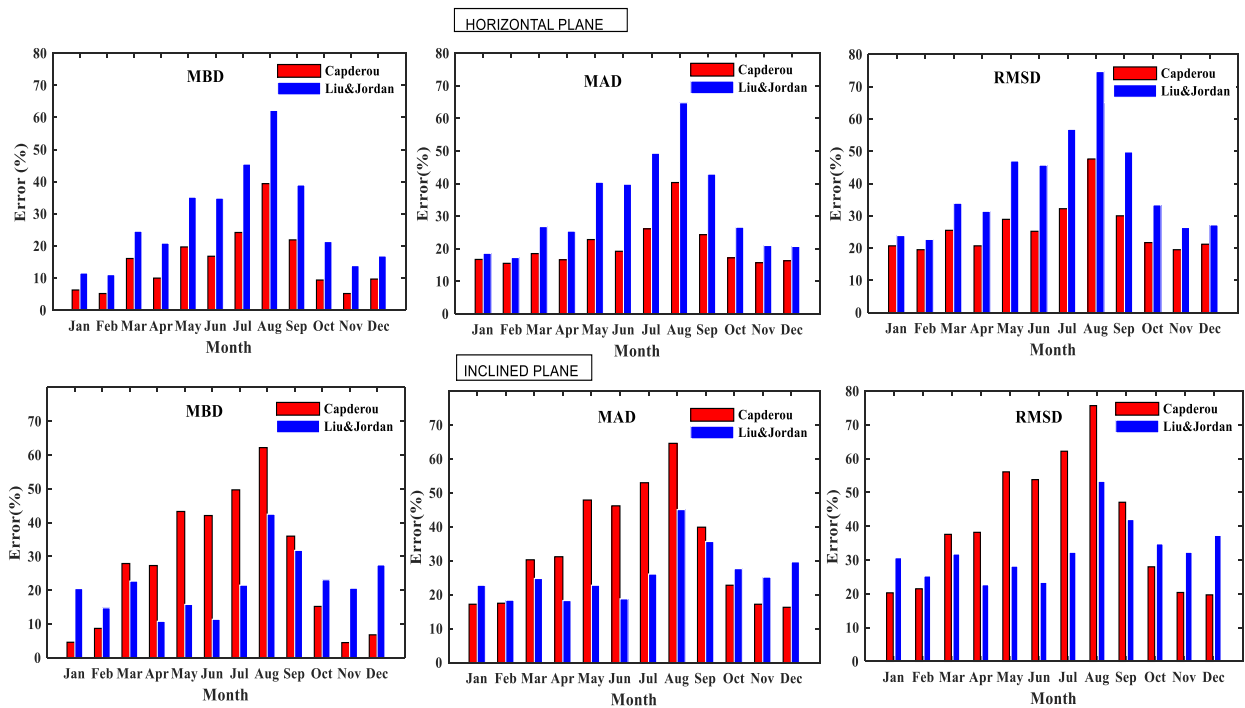 HORIZONTAL PLANE
MBD
Capderou
Liu&Jordan
Error (%)
80
70
60
50
40
30
20
10
0
Jan Feb Mar Apr May Jun Jul Aug Sep Oct Nov Dec
Month
MAD
Capderou
Liu&Jordan
Error(%)
80
70
60
50
40
30
20
10
0
Jan Feb Mar Apr May Jun Jul Aug Sep Oct Nov Dec
Month
RMSD
Capderou
Liu&Jordan
Error(%)
80
70
60
50
40
30
20
10
0
Jan Feb Mar Apr May Jun Jul Aug Sep Oct Nov Dec
Month
INCLINED PLANE
MBD
Capderou
Liu&Jordan
Error(%)
70
60
50
40
30
20
10
0
Jan Feb Mar Apr May Jun Jul Aug Sep Oct Nov Dec
Month
MAD
Capderou
Liu&Jordan
Error(%)
70
60
50
40
30
20
10
0
Jan Feb Mar Apr May Jun Jul Aug Sep Oct Nov Dec
Month
RMSD
Capderou
Liu&Jordan
Error(%)
80
70
60
50
40
30
20
10
0
Jan Feb Mar Apr May Jun Jul Aug Sep Oct Nov Dec
Month